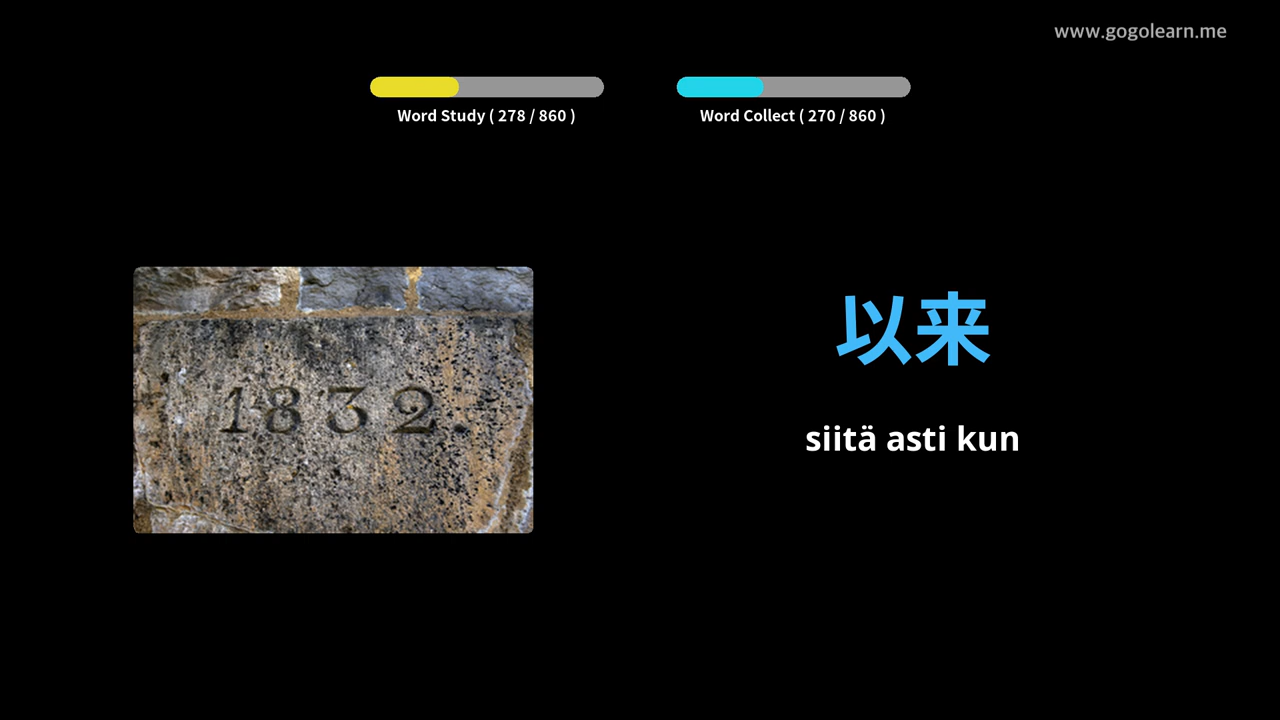 www.gogolearn.me
Word Study ( 278 / 860 )
Word Collect ( 270 / 860 )
1832.
以来
siitä asti kun